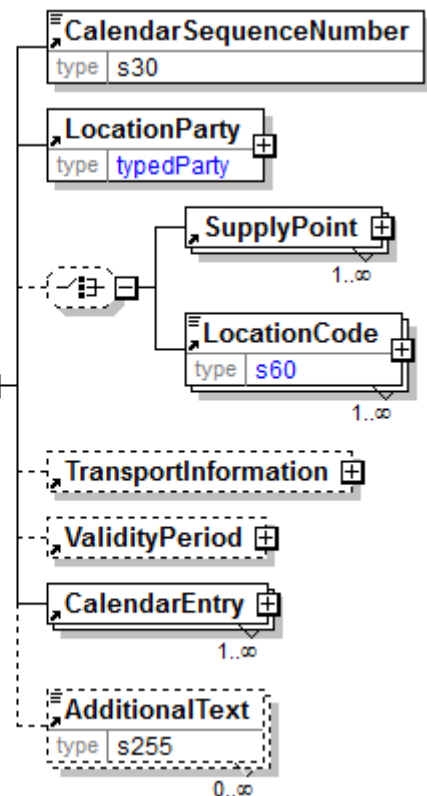 CalendarSequenceNumber
type s30
LocationParty
type typedParty
SupplyPoint
1..∞
LocationCode
type s60
1..∞
TransportInformation
ValidityPeriod
CalendarEntry
1..∞
AdditionalText
type s255
0..∞